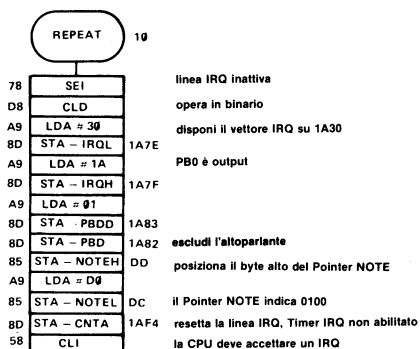 REPEAT 10
78 SEI linea IRQ inattiva
D8 CLD opera in binario
A9 LDA # 30 disponi il vettore IRQ su 1A30
8D STA – IRQL 1A7E
A9 LDA # 1A PB0 è output
8D STA – IRQH 1A7F
A9 LDA # 01
8D STA – PBDD 1A83
8D STA – PBD 1A82 escludi l'altoparlante
85 STA – NOTEH DD posiziona il byte alto del Pointer NOTE
A9 LDA # D0
85 STA – NOTEL DC il Pointer NOTE indica 0100
8D STA – CNTA 1AF4 resetta la linea IRQ, Timer IRQ non abilitato
58 CLI la CPU deve accettare un IRQ